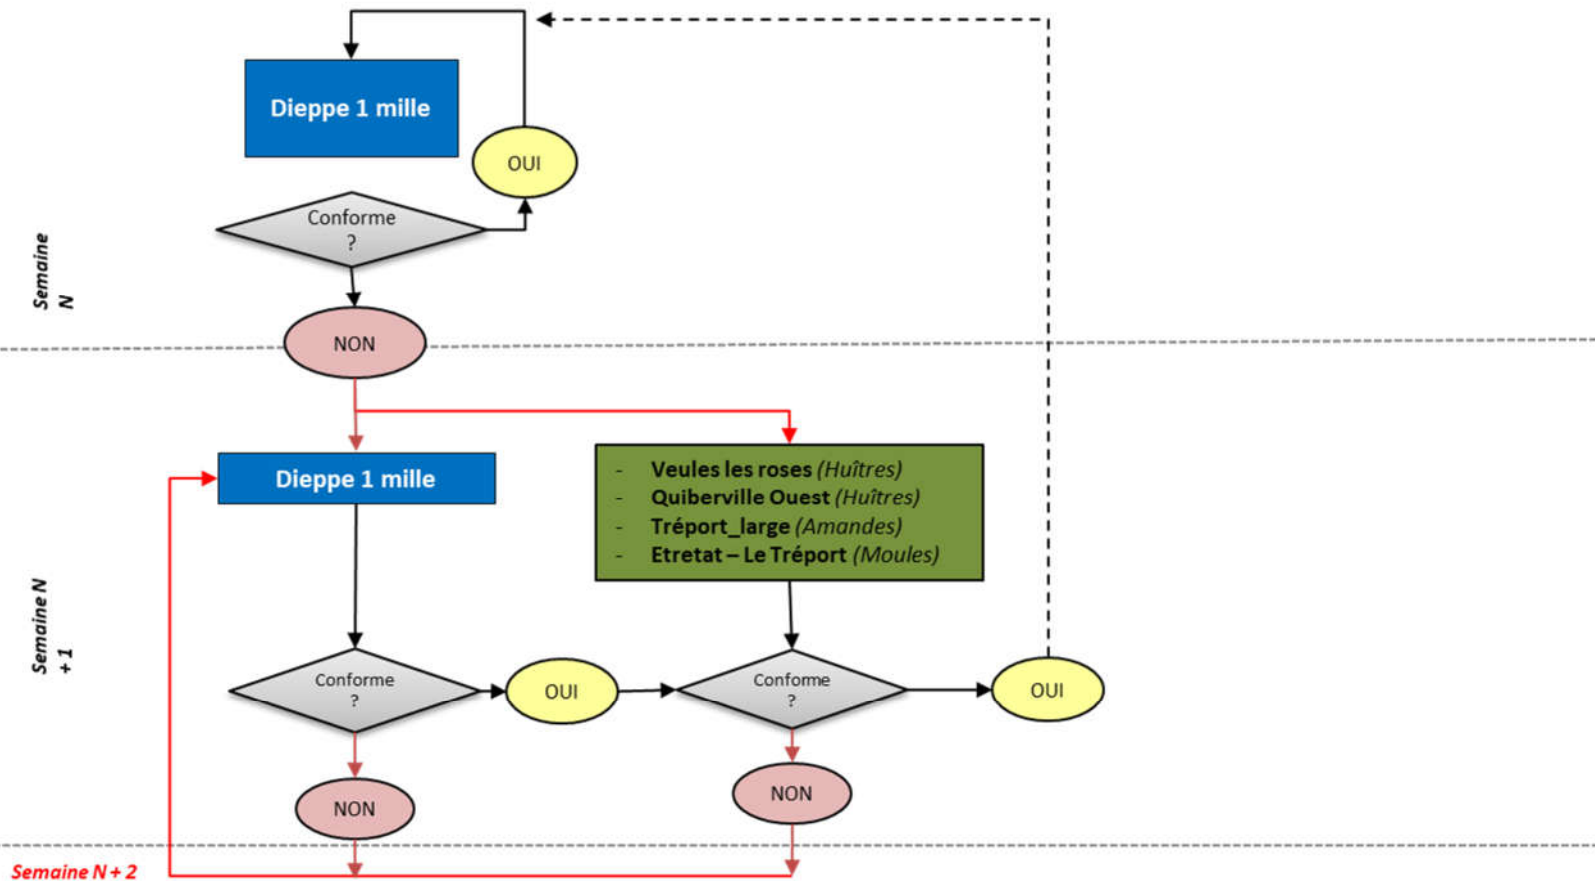 Dieppe 1 mille
OUI
Conforme
?
Semaine
N
NON
Dieppe 1 mille
- Veules les roses (Huîtres)
- Quiberville Ouest (Huîtres)
- Tréport_large (Amandes)
- Etretat – Le Tréport (Moules)
Semaine N
+ 1
Conforme
?
OUI
Conforme
?
OUI
NON
NON
Semaine N + 2